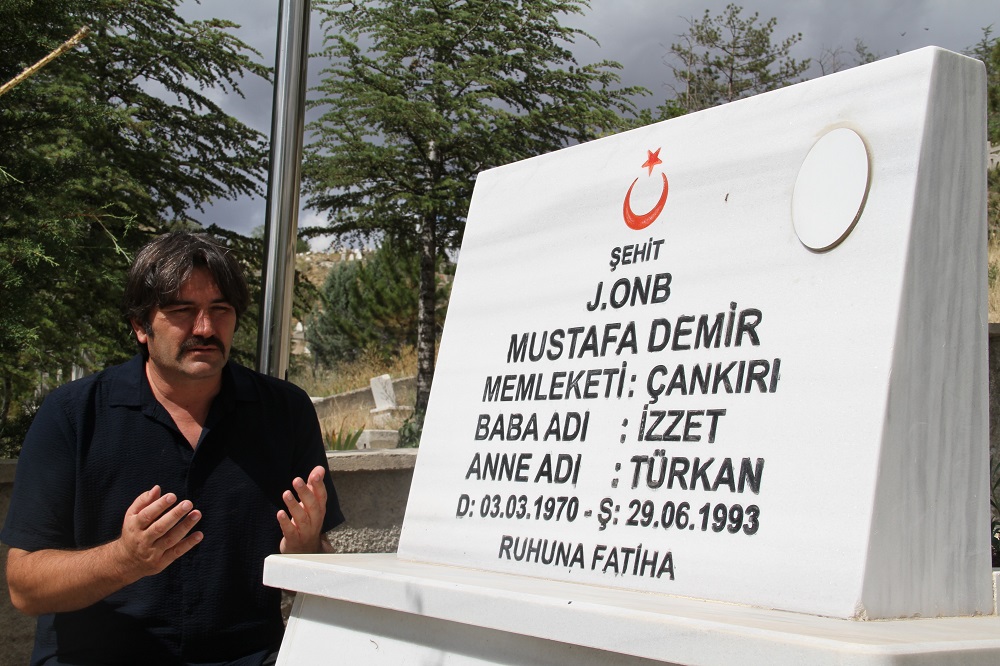 ŞEHİT
J.ONB
MUSTAFA DEMİR
MEMLEKETİ: ÇANKIRI
BABA ADI : İZZET
ANNE ADI : TÜRKAN
D: 03.03.1970 - Ş: 29.06.1993
RUHUNA FATİHA